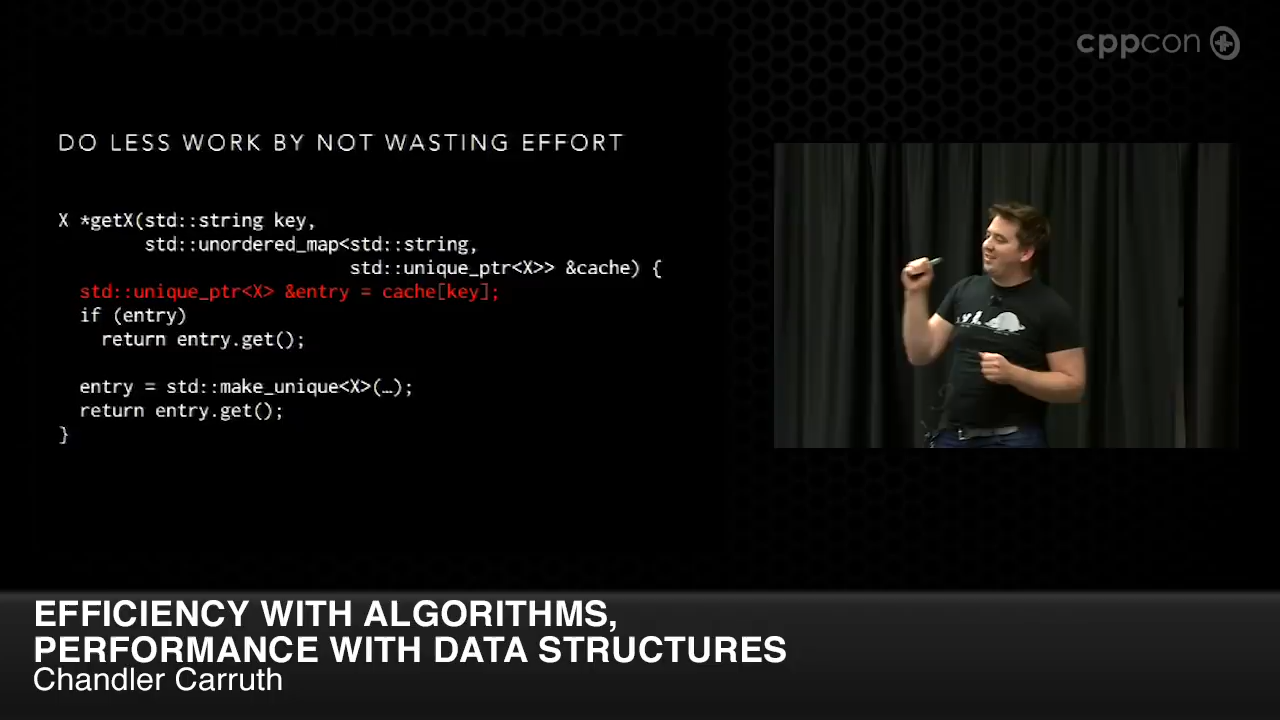 cppcon
DO LESS WORK BY NOT WASTING EFFORT
X *getX(std::string key,
        std::unordered_map<std::string,
                           std::unique_ptr<X>> &cache) {
  std::unique_ptr<X> &entry = cache[key];
  if (entry)
    return entry.get();

  entry = std::make_unique<X>(…);
  return entry.get();
}
EFFICIENCY WITH ALGORITHMS,
PERFORMANCE WITH DATA STRUCTURES
Chandler Carruth